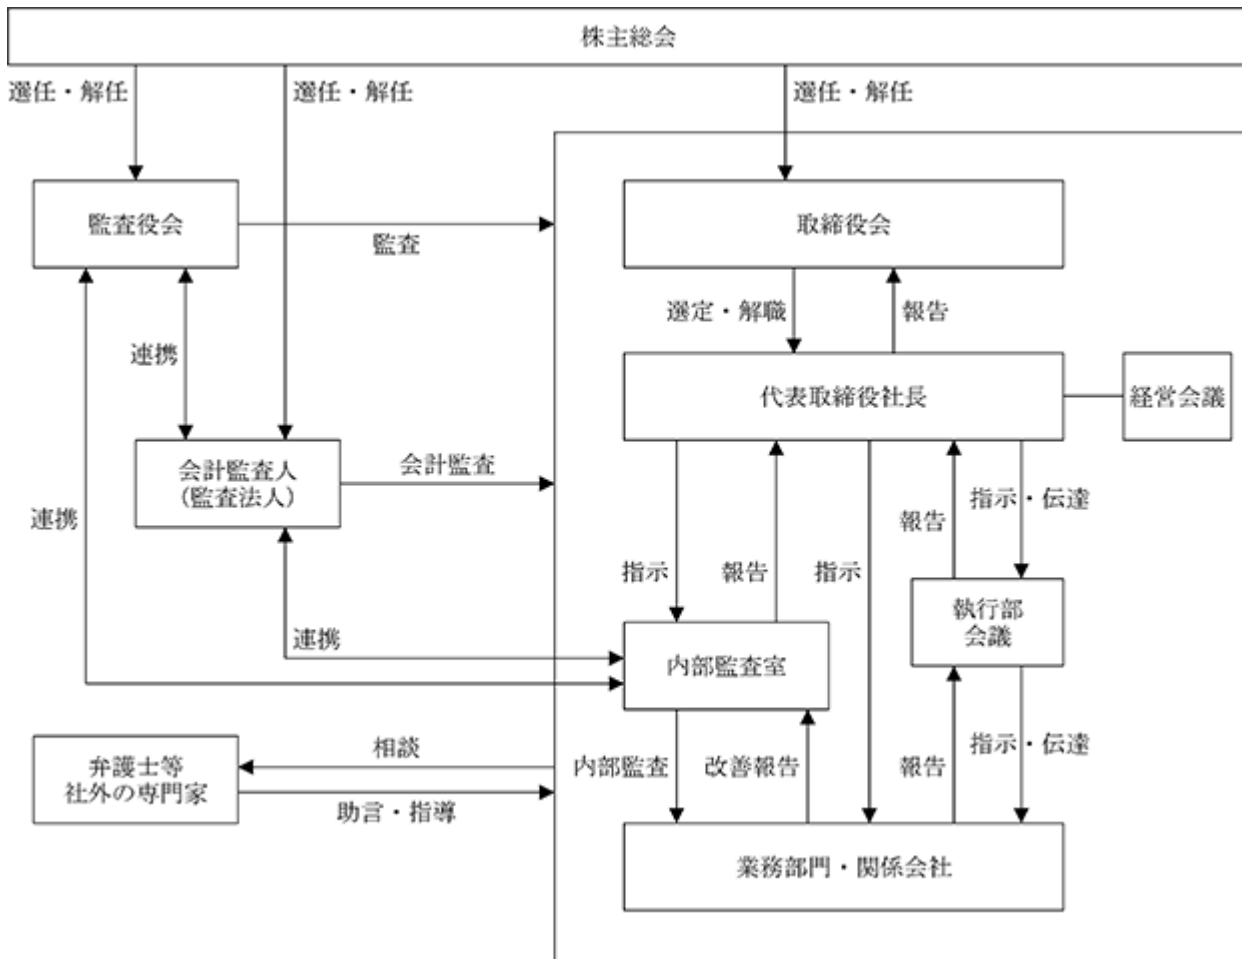 株主総会
選任・解任
選任・解任
選任・解任
監査役会
監査
取締役会
選定・解職
報告
連携
代表取締役社長
経営会議
会計監査人
（監査法人）
会計監査
連携
指示
報告
指示
報告
指示・伝達
執行部
会議
連携
内部監査室
弁護士等
社外の専門家
相談
助言・指導
内部監査
改善報告
報告
指示・伝達
業務部門・関係会社